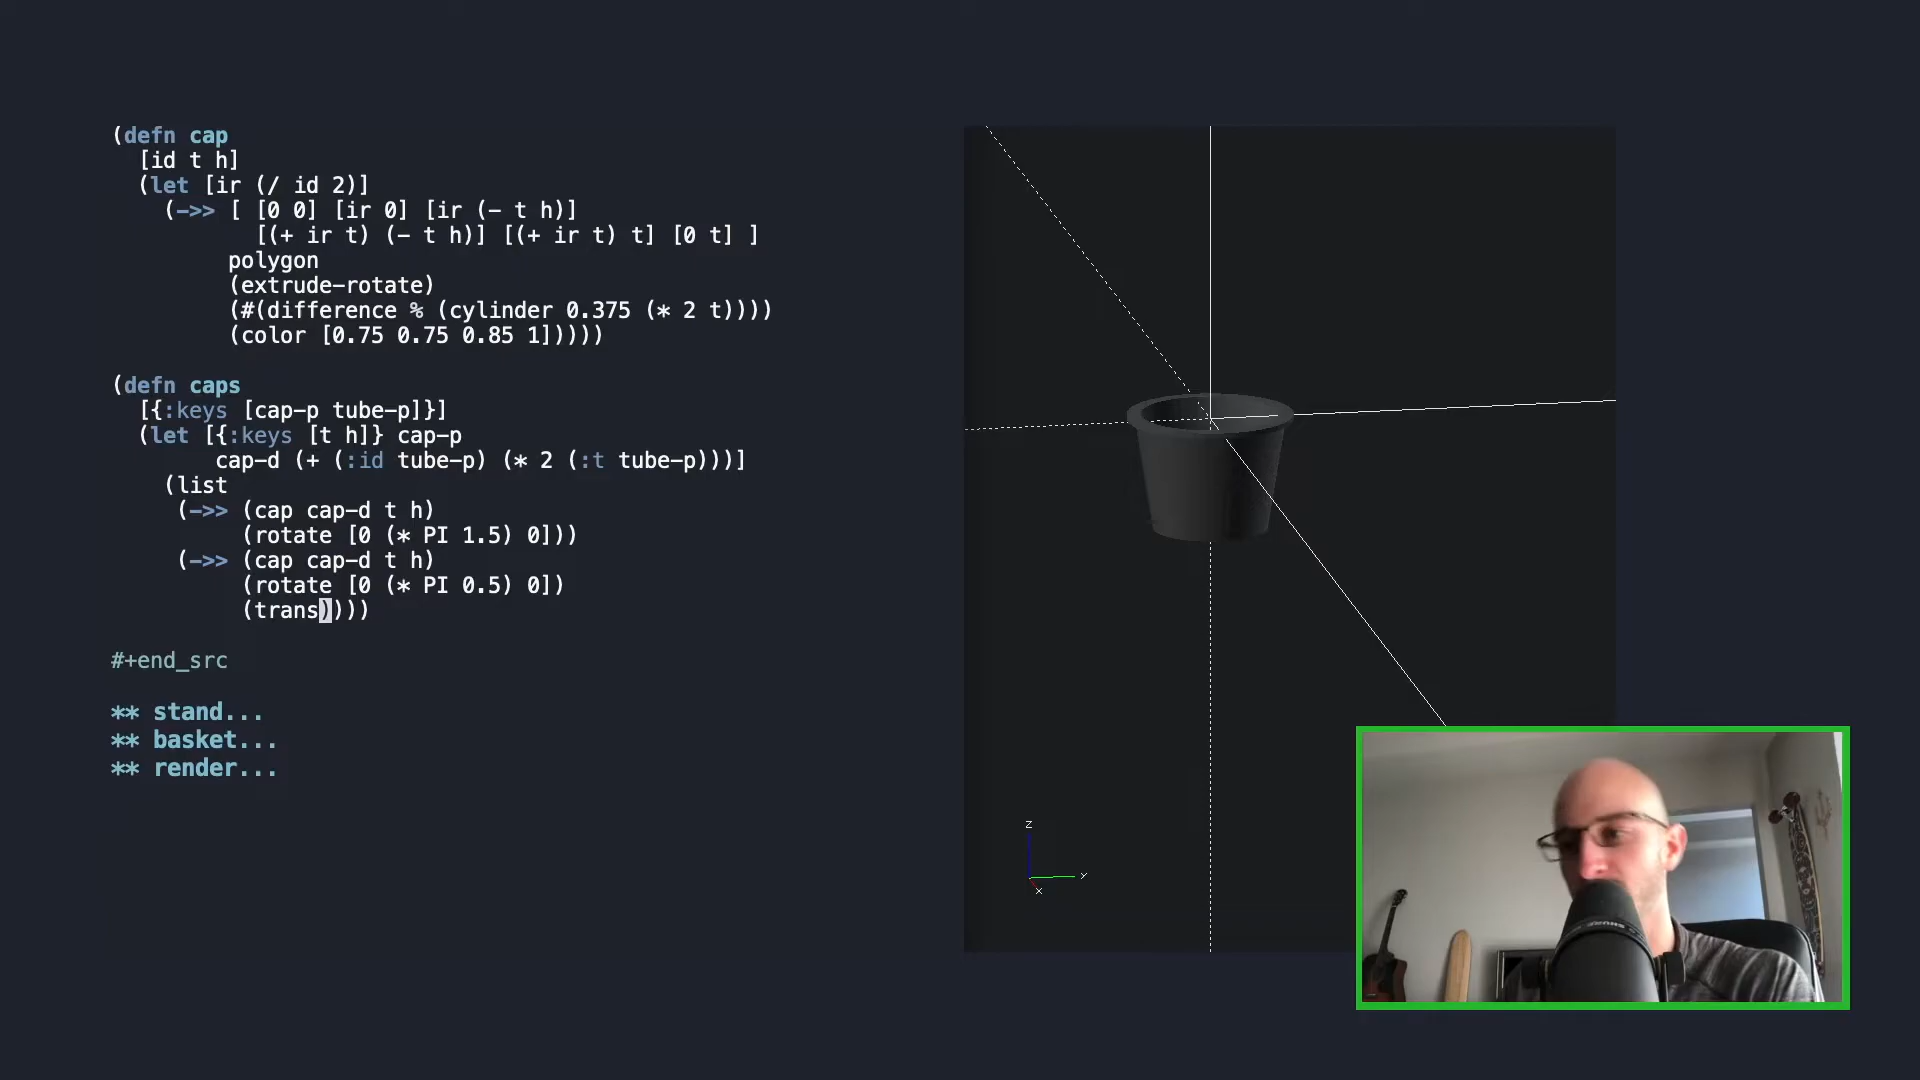 (defn cap
[id t h]
(let [ir (/ id 2)]
(->> [ [0 0] [ir 0] [ir (- t h)]
[(+ ir t) (- t h)] [(+ ir t) t] [0 t] ]
polygon
(extrude-rotate)
(#(difference % (cylinder 0.375 (* 2 t))))
(color [0.75 0.75 0.85 1]))))
(defn caps
[{:keys [cap-p tube-p]}]
(let [{:keys [t h]} cap-p
cap-d (+ (:id tube-p) (* 2 (:t tube-p)))]
(list
(->> (cap cap-d t h)
(rotate [0 (* PI 1.5) 0]))
(->> (cap cap-d t h)
(rotate [0 (* PI 0.5) 0])
(trans))))
#+end_src
** stand...
** basket...
** render...
Z
Y
X
SHURE